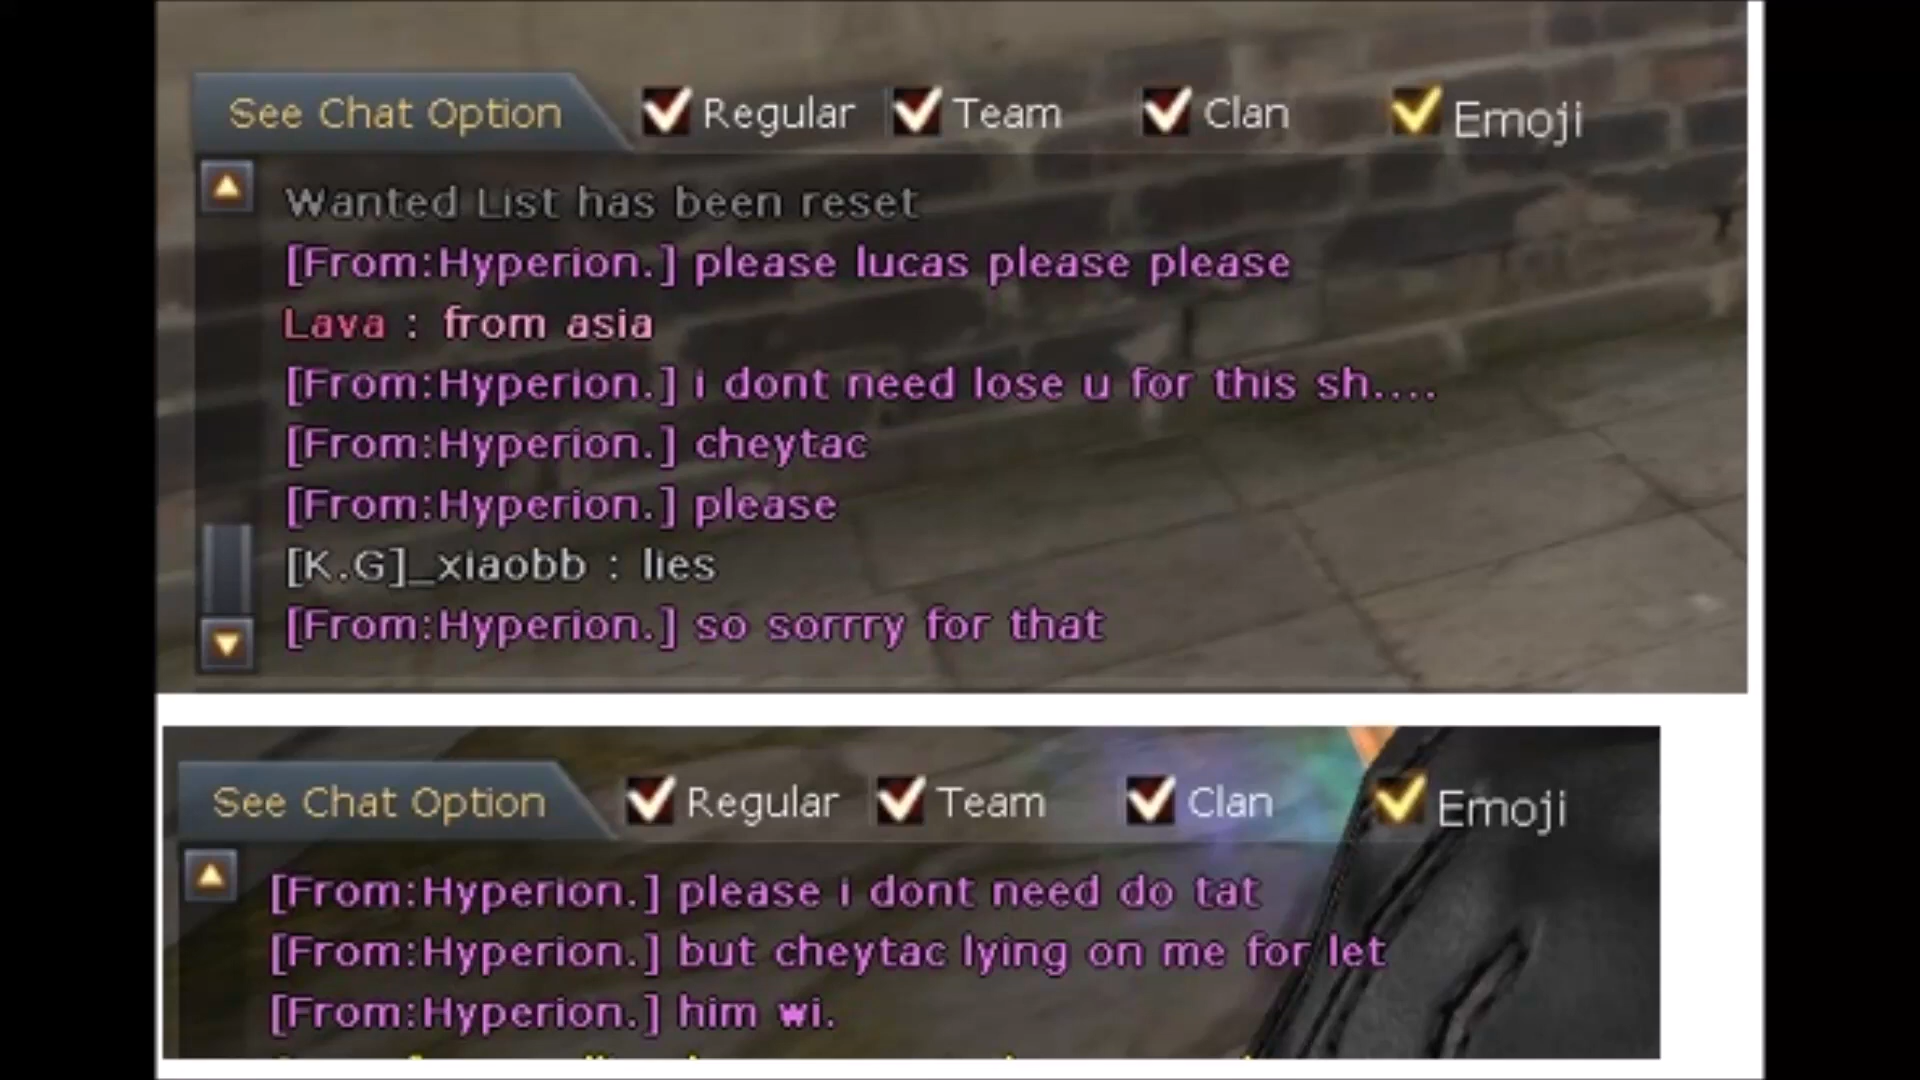 See Chat Option Regular Team Clan Emoji
Wanted List has been reset
[From:Hyperion.] please lucas please please
Lava : from asia
[From:Hyperion.] i dont need lose u for this sh....
[From:Hyperion.] cheytac
[From:Hyperion.] please
[K.G]_xiaobb : lies
[From:Hyperion.] so sorrry for that
See Chat Option Regular Team Clan Emoji
[From:Hyperion.] please i dont need do tat
[From:Hyperion.] but cheytac lying on me for let
[From:Hyperion.] him wi.